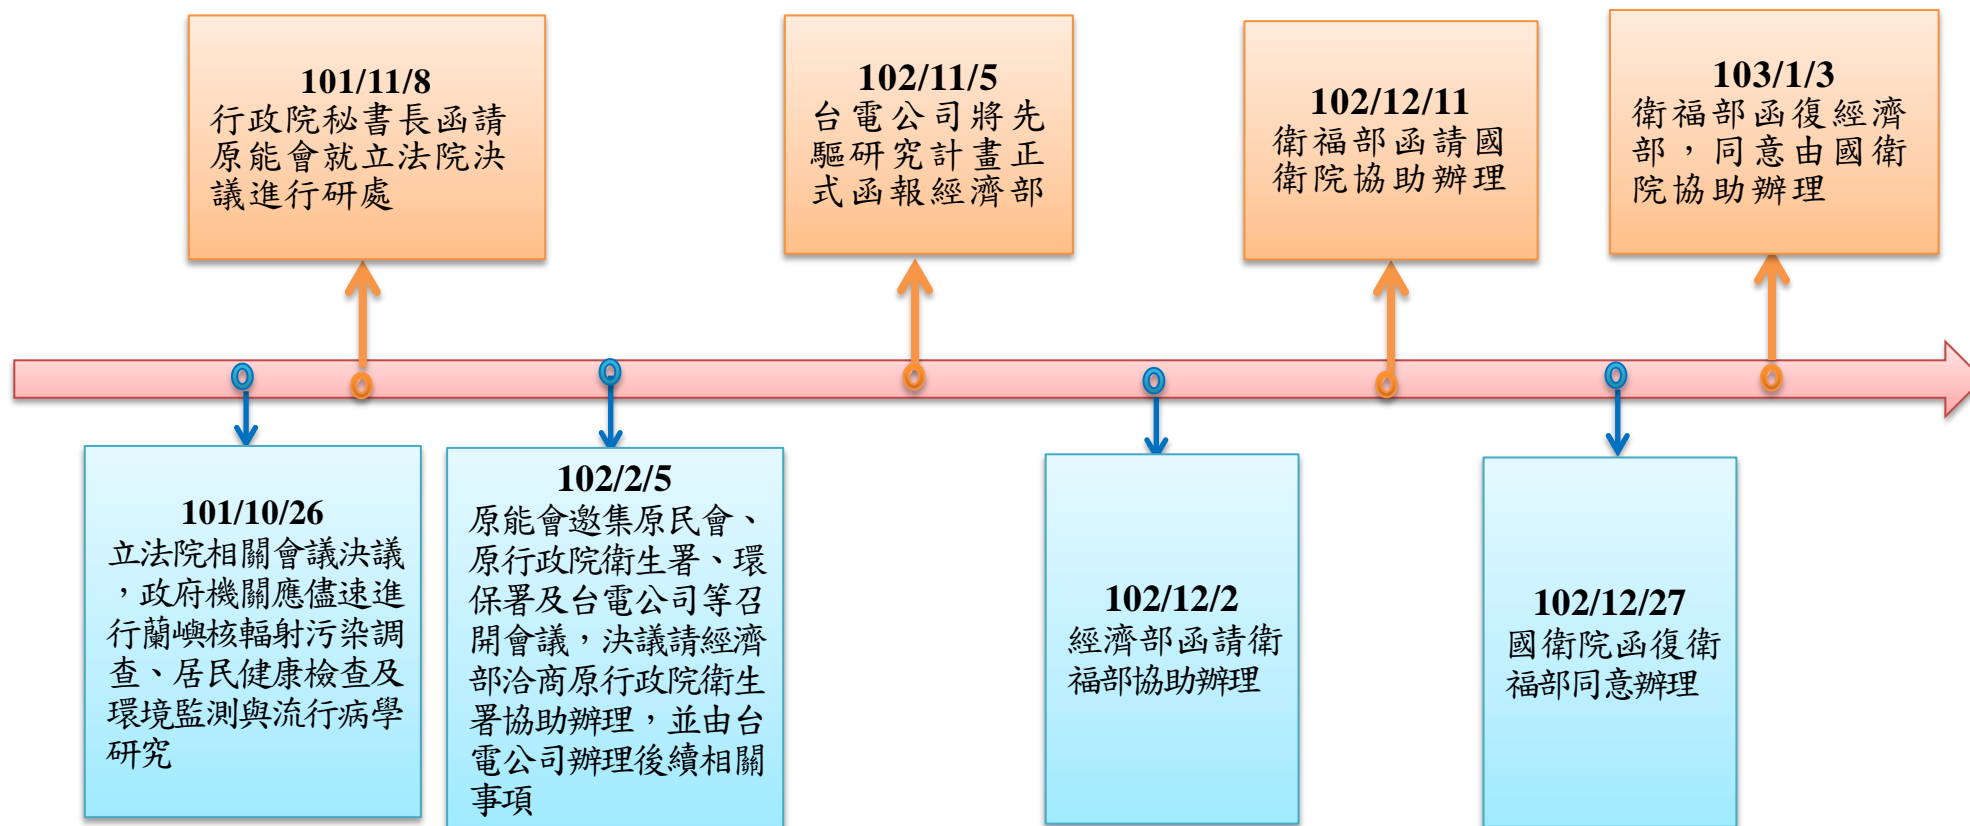 101/11/8
行政院秘書長函請
原能會就立法院決
議進行研處
102/11/5
台電公司將先
驅研究計畫正
式函報經濟部
102/12/11
衛福部函請國
衛院協助辦理
103/1/3
衛福部函復經濟
部，同意由國衛
院協助辦理
101/10/26
立法院相關會議決議
，政府機關應儘速進
行蘭嶼核輻射污染調
查、居民健康檢查及
環境監測與流行病學
研究
102/2/5
原能會邀集原民會、
原行政院衛生署、環
保署及台電公司等召
開會議，決議請經濟
部洽商原行政院衛生
署協助辦理，並由台
電公司辦理後續相關
事項
102/12/2
經濟部函請衛
福部協助辦理
102/12/27
國衛院函復衛
福部同意辦理